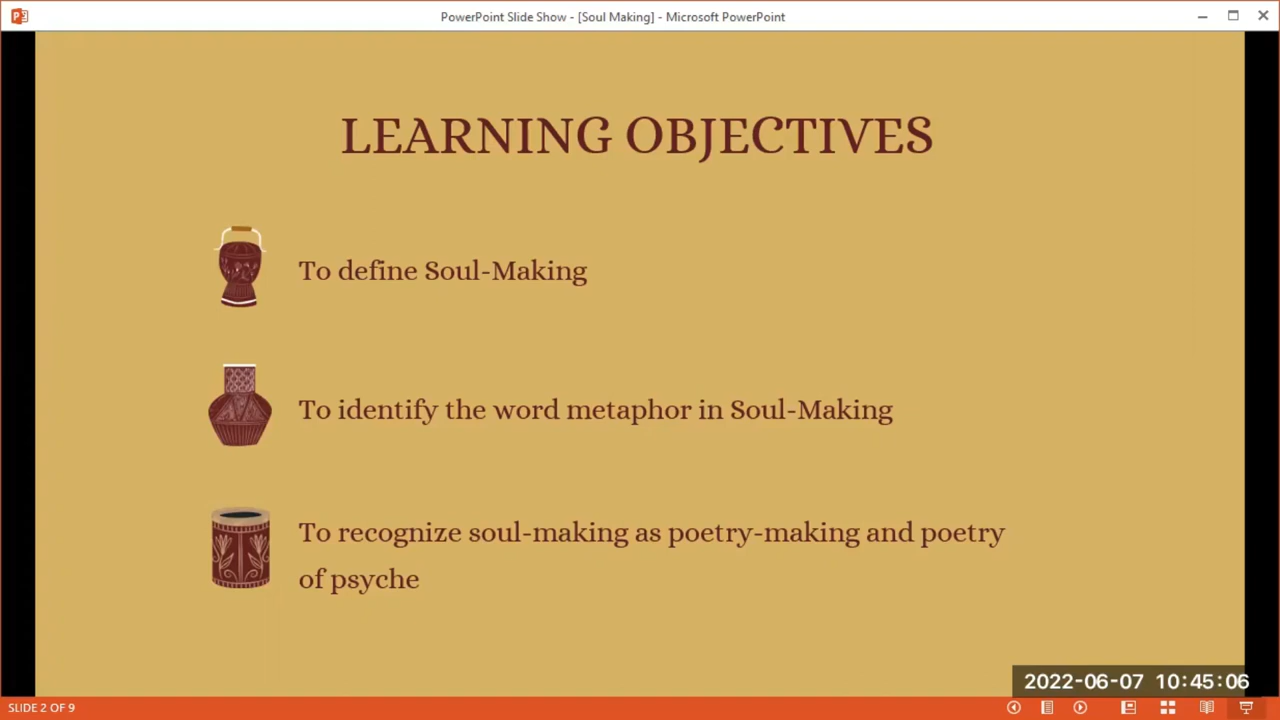 PowerPoint Slide Show - [Soul Making] - Microsoft PowerPoint
LEARNING OBJECTIVES
To define Soul-Making
To identify the word metaphor in Soul-Making
To recognize soul-making as poetry-making and poetry
of psyche
2022-06-07 10:45:06
SLIDE 2 OF 9